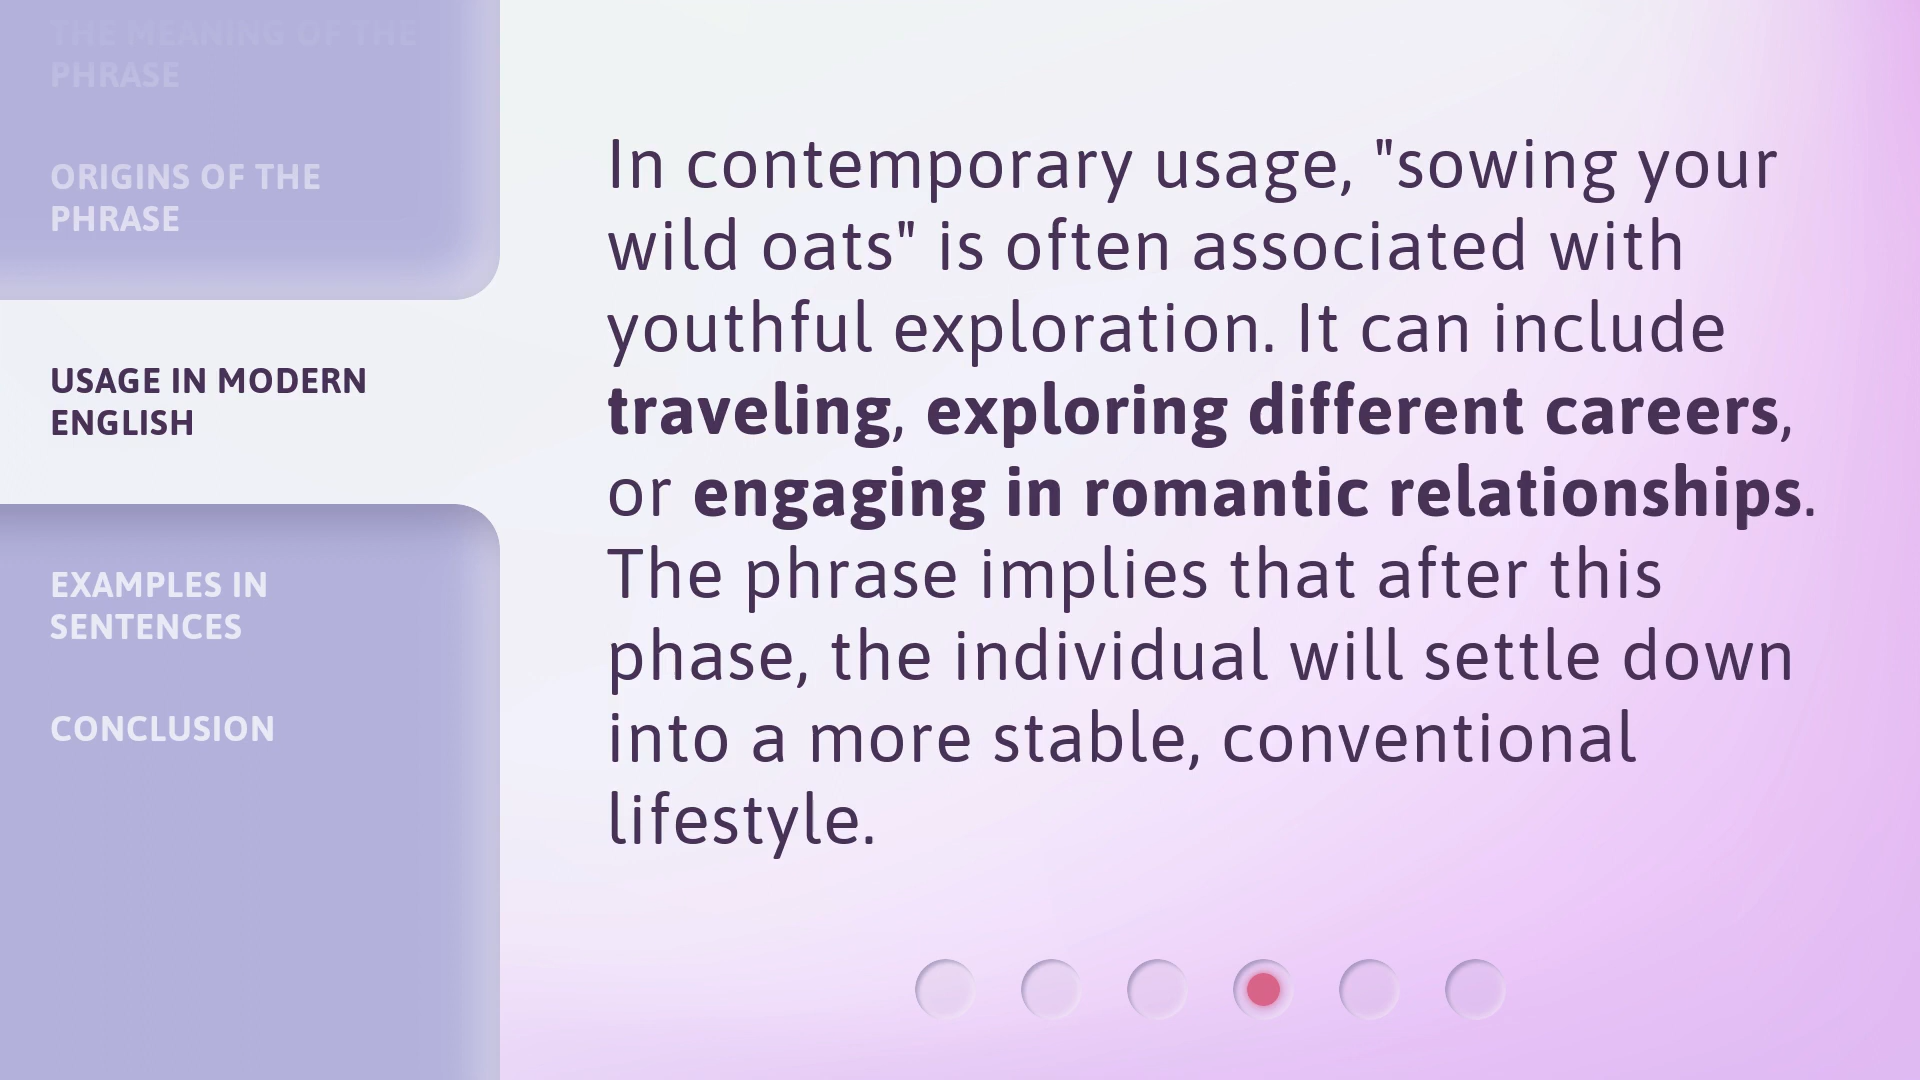 THE MEANING OF THE
PHRASE
ORIGINS OF THE
PHRASE
USAGE IN MODERN
ENGLISH
EXAMPLES IN
SENTENCES
CONCLUSION
In contemporary usage, "sowing your
wild oats" is often associated with
youthful exploration. It can include
traveling, exploring different careers,
or engaging in romantic relationships.
The phrase implies that after this
phase, the individual will settle down
into a more stable, conventional
lifestyle.